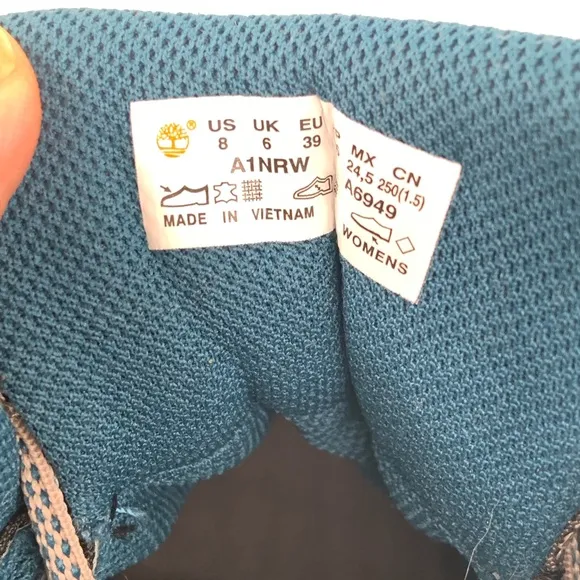 US UK EU
8 6 39
A1NRW
MADE IN VIETNAM
MX CN
24,5 250(1.5)
A6949
WOMENS